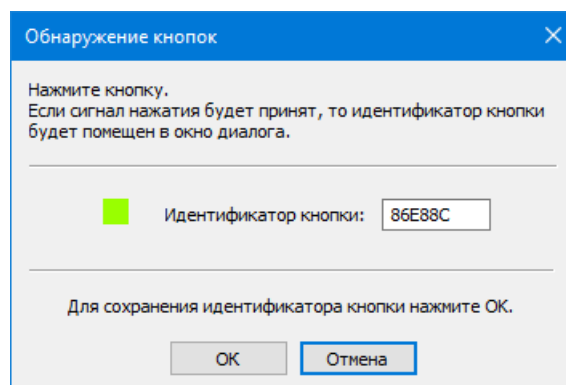 Обнаружение кнопок
Нажмите кнопку.
Если сигнал нажатия будет принят, то идентификатор кнопки
будет помещен в окно диалога.
Идентификатор кнопки: 86E88C
Для сохранения идентификатора кнопки нажмите ОК.
ОК Отмена